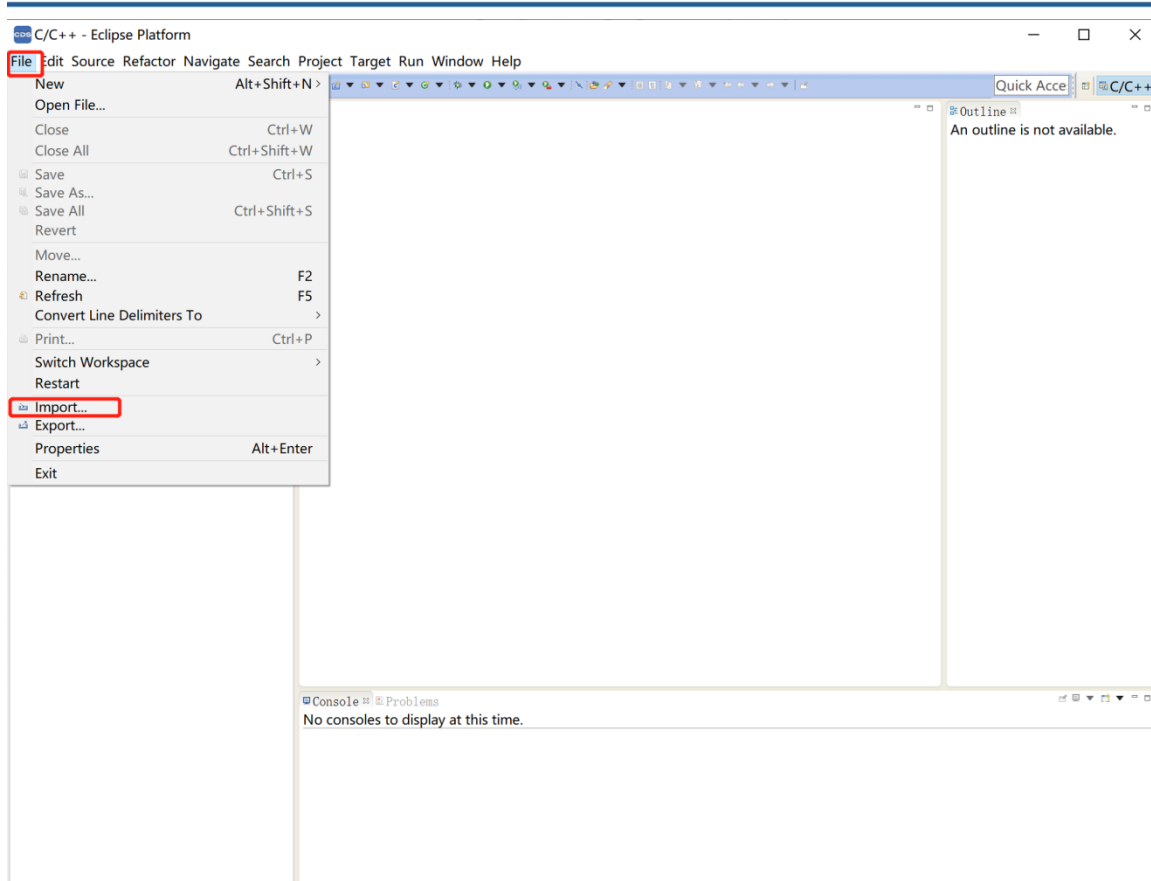 CDS C/C++ - Eclipse Platform
File Edit Source Refactor Navigate Search Project Target Run Window Help
New Alt+Shift+N >
Quick Acce C/C++
Open File...
Outline
Close Ctrl+W
An outline is not available.
Close All Ctrl+Shift+W
Save Ctrl+S
Save As...
Save All Ctrl+Shift+S
Revert
Move...
Rename... F2
Refresh F5
Convert Line Delimiters To >
Print... Ctrl+P
Switch Workspace >
Restart
Import...
Export...
Properties Alt+Enter
Exit
Console Problems
No consoles to display at this time.